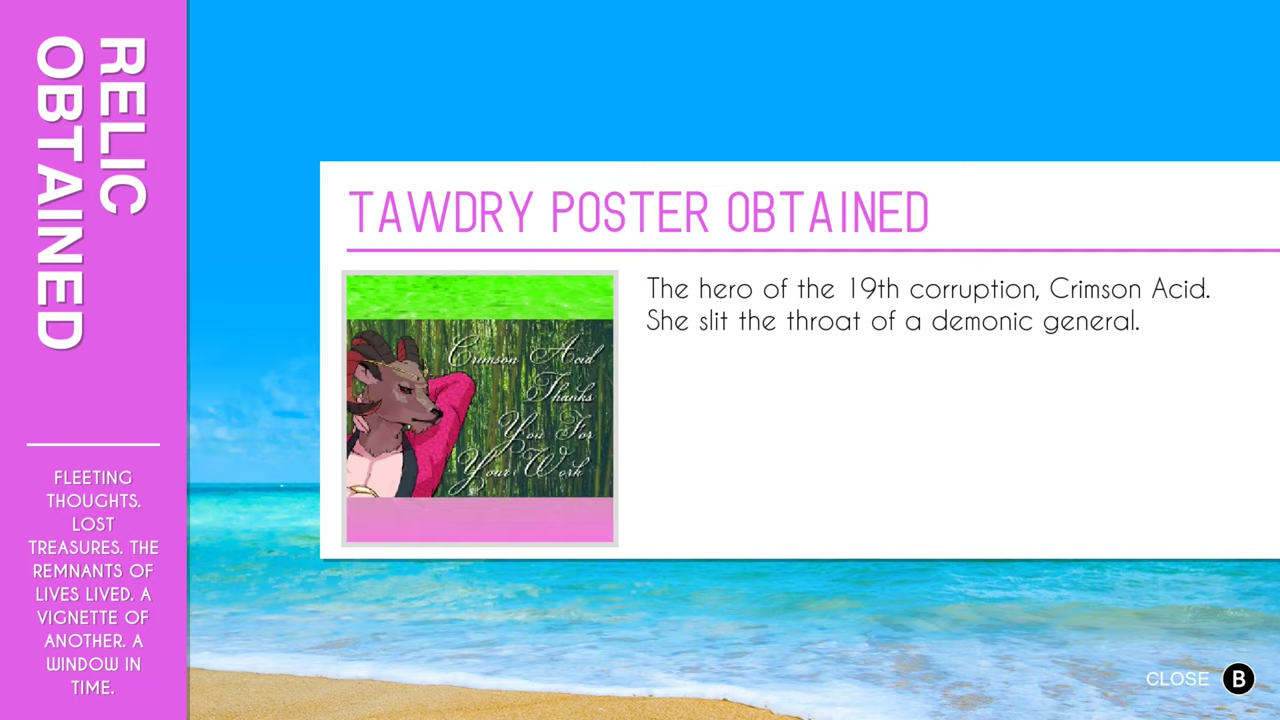 RELIC
OBTAINED
FLEETING
THOUGHTS.
LOST
TREASURES. THE
REMNANTS OF
LIVES LIVED. A
VIGNETTE OF
ANOTHER. A
WINDOW IN
TIME.
TAWDRY POSTER OBTAINED
Crimson Acid
Thanks
You For
Your Work
The hero of the 19th corruption, Crimson Acid.
She slit the throat of a demonic general.
CLOSE B